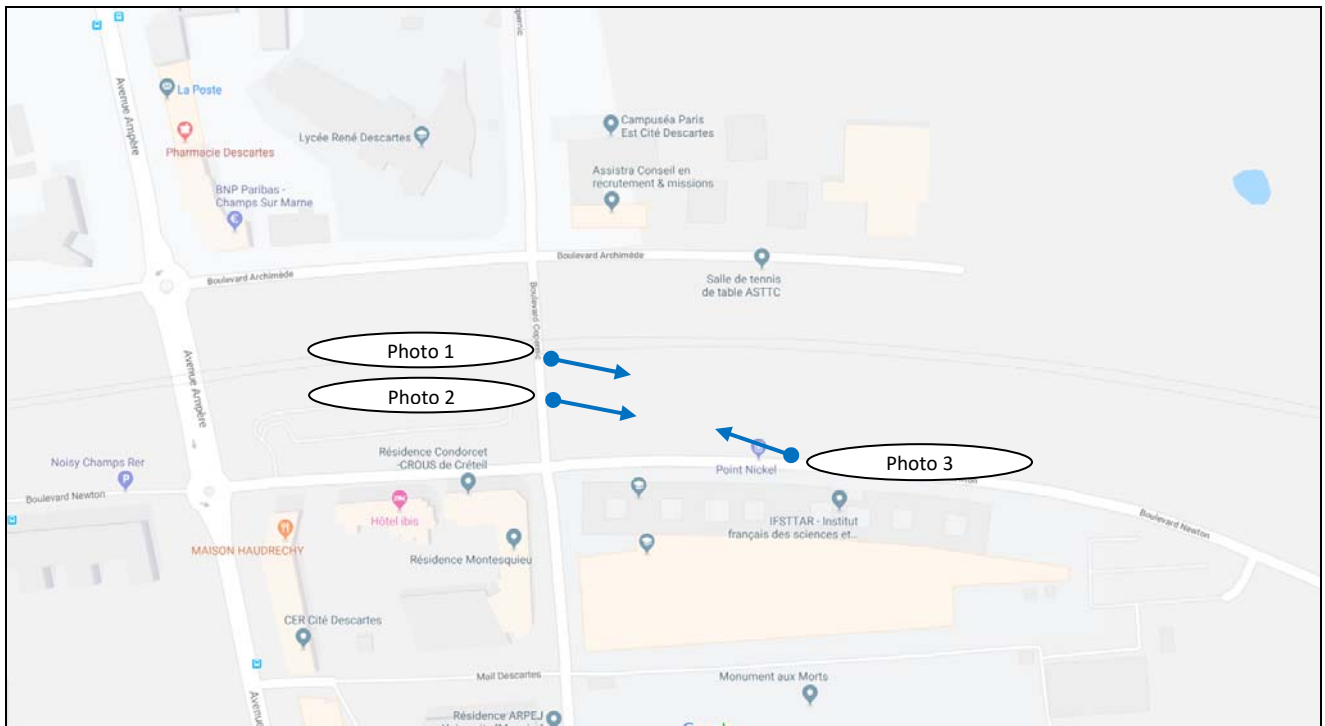 Copernic
La Poste
Avenue Ampère
Pharmacie Descartes
Lycée René Descartes
Campuséa Paris
Est Cité Descartes
Assistra Conseil en
recrutement & missions
BNP Paribas -
Champs Sur Marne
Boulevard Archimède
Boulevard Archimède
Salle de tennis
de table ASTTC
Boulevard Copernic
Photo 1
Avenue Ampère
Photo 2
Résidence Condorcet
-CROUS de Créteil
Noisy Champs Rer
Point Nickel
Photo 3
Boulevard Newton
Hôtel ibis
IFSTTAR - Institut
français des sciences et...
Boulevard Newton
MAISON HAUDRECHY
Résidence Montesquieu
CER Cité Descartes
Mail Descartes
Monument aux Morts
Avenue
Résidence ARPEJ